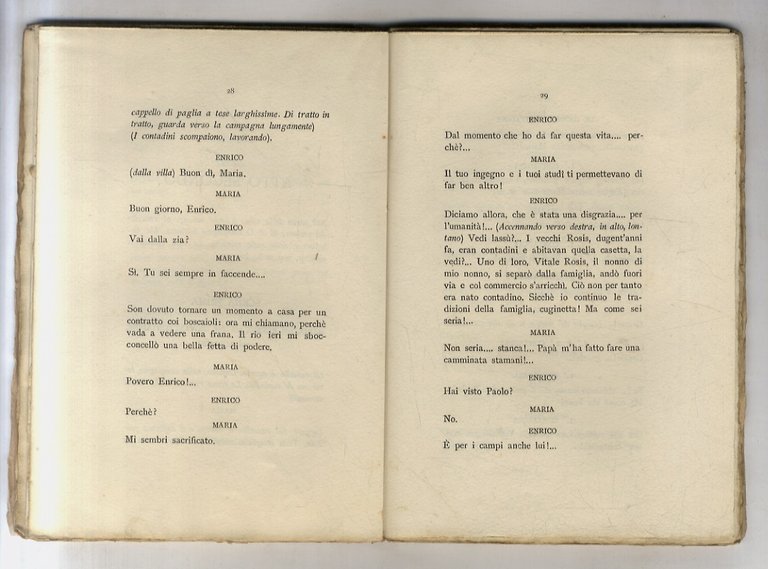 28
cappello di paglia a tese larghissime. Di tratto in
tratto, guarda verso la campagna lungamente)
(I contadini scompaiono, lavorando).
ENRICO
(dalla villa) Buon dì, Maria.
MARIA
Buon giorno, Enrico.
ENRICO
Vai dalla zia?
MARIA
Sì. Tu sei sempre in faccende....
ENRICO
Son dovuto tornare un momento a casa per un
contratto coi boscaioli: ora mi chiamano, perchè
vada a vedere una frana. Il rio ieri mi sboc-
concellò una bella fetta di podere.
MARIA
Povero Enrico!...
ENRICO
Perchè?
MARIA
Mi sembri sacrificato.
29
ENRICO
Dal momento che ho da far questa vita.... per-
chè?...
MARIA
Il tuo ingegno e i tuoi studî ti permettevano di
far ben altro!
ENRICO
Diciamo allora, che è stata una disgrazia.... per
l'umanità!... (Accennando verso destra, in alto, lon-
tano) Vedi lassù?... I vecchi Rosis, dugent'anni
fa, eran contadini e abitavan quella casetta, la
vedi?... Uno di loro, Vitale Rosis, il nonno di
mio nonno, si separò dalla famiglia, andò fuori
via e col commercio s'arricchì. Ciò non per tanto
era nato contadino. Sicchè io continuo le tra-
dizioni della famiglia, cuginetta! Ma come sei
seria!...
MARIA
Non seria.... stanca!... Papà m'ha fatto fare una
camminata stamani!...
ENRICO
Hai visto Paolo?
MARIA
No.
ENRICO
È per i campi anche lui!...